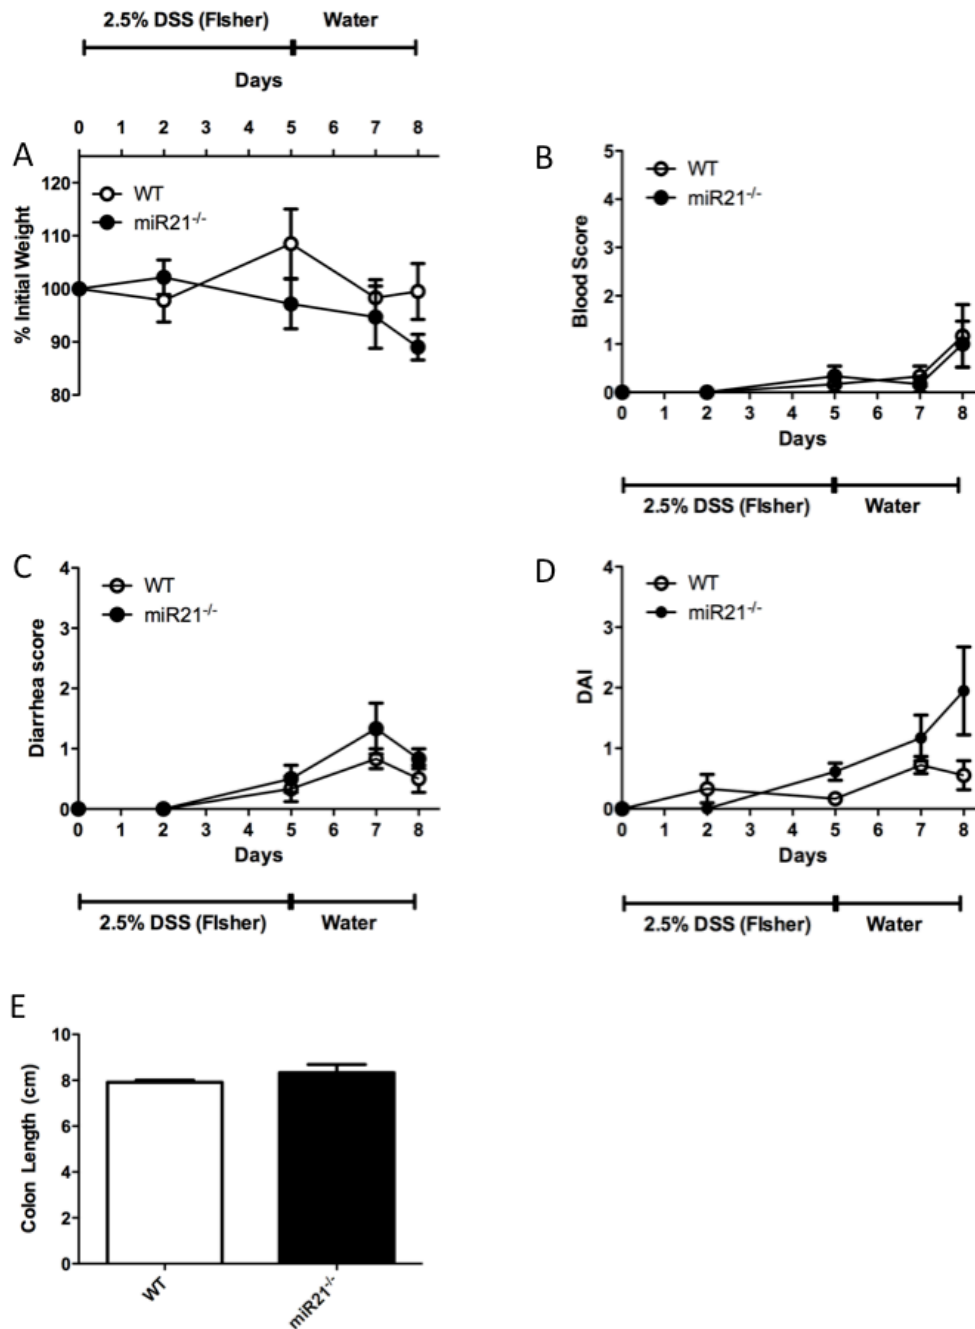 2.5% DSS (FIsher) Water
Days
0 1 2 3 4 5 6 7 8
A
120
110
100
90
80
% Initial Weight
WT
miR21-/-
B
5
4
3
2
1
0
Blood Score
WT
miR21-/-
0 1 2 3 4 5 6 7 8
Days
2.5% DSS (FIsher) Water
C
4
3
2
1
0
Diarrhea score
WT
miR21-/-
0 1 2 3 4 5 6 7 8
Days
2.5% DSS (FIsher) Water
D
4
3
2
1
0
DAI
WT
miR21-/-
0 1 2 3 4 5 6 7 8
Days
2.5% DSS (FIsher) Water
E
10
8
6
4
2
0
Colon Length (cm)
WT
miR21-/-